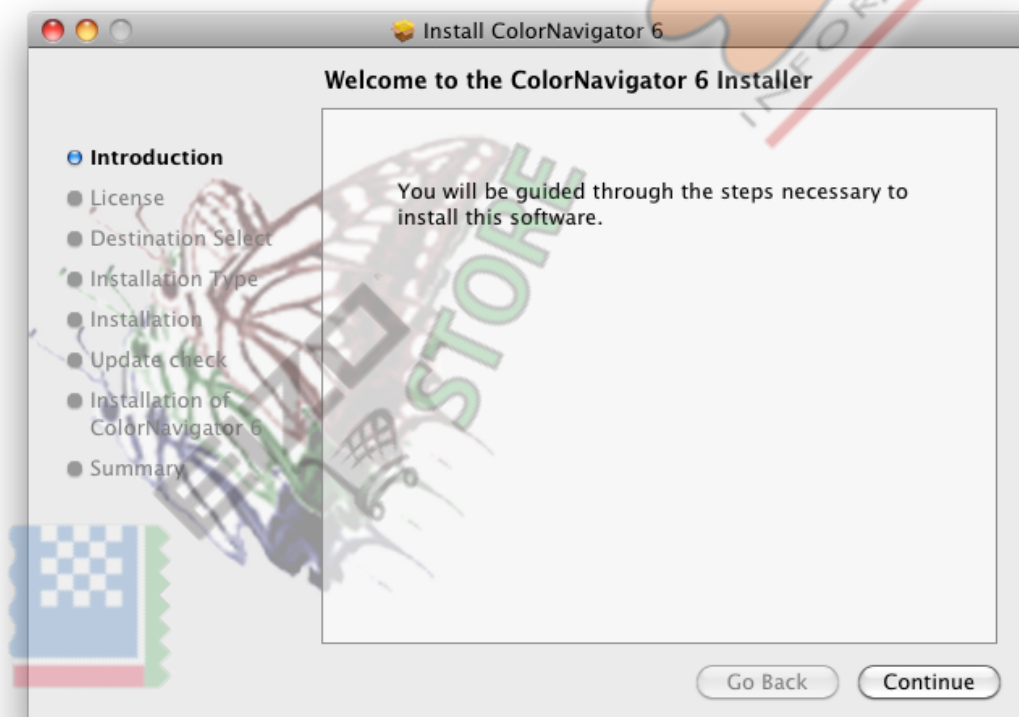 Install ColorNavigator 6
Welcome to the ColorNavigator 6 Installer
Introduction
License
Destination Select
Installation Type
Installation
Update check
Installation of
ColorNavigator 6
Summary
You will be guided through the steps necessary to
install this software.
EIZO
STORE
INFOR
Go Back
Continue